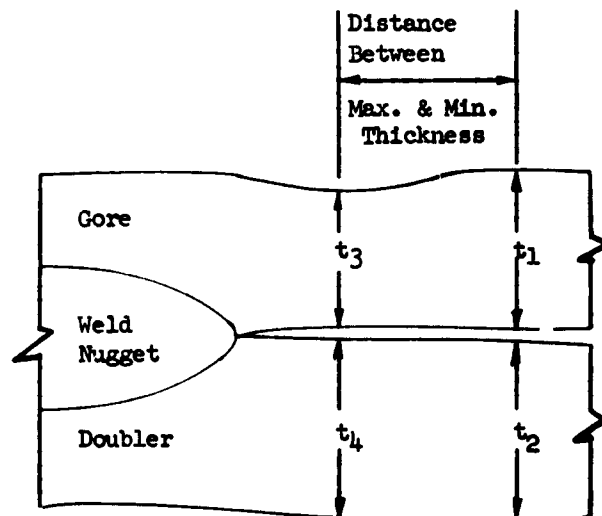 Distance
Between
Max. & Min.
Thickness
Gore
t3
t1
Weld
Nugget
Doubler
t4
t2